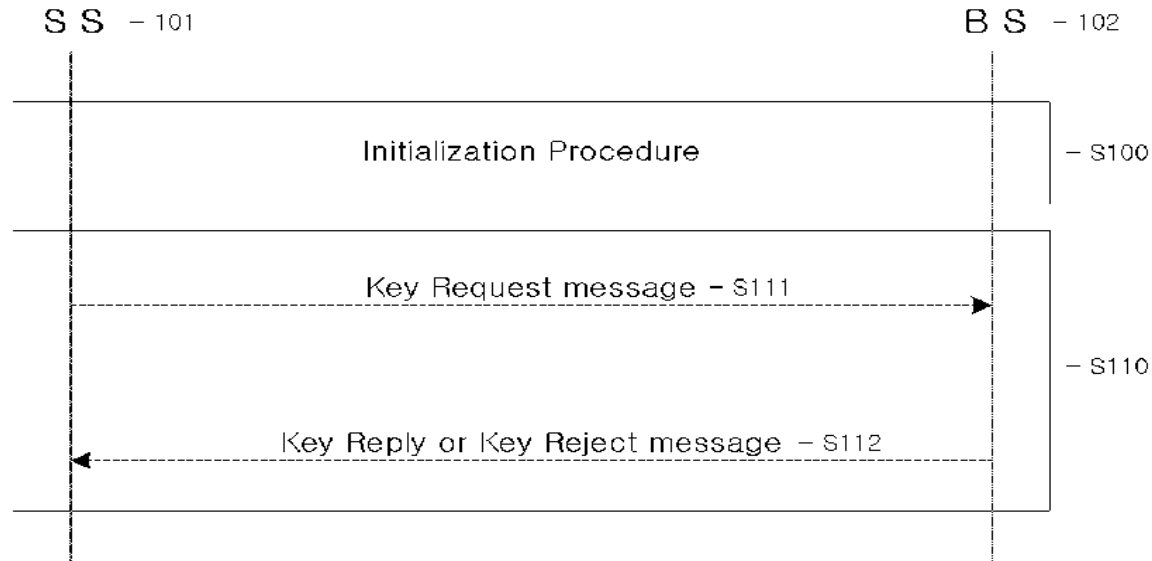 S S - 101
B S - 102
Initialization Procedure
- S100
Key Request message - S111
- S110
Key Reply or Key Reject message - S112